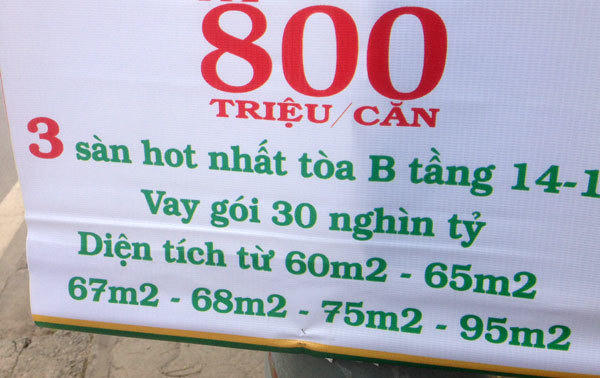 800
TRIỆU/CĂN
3 sàn hot nhất tòa B tầng 14-1
Vay gói 30 nghìn tỷ
Diện tích từ 60m2 - 65m2
67m2 - 68m2 - 75m2 - 95m2